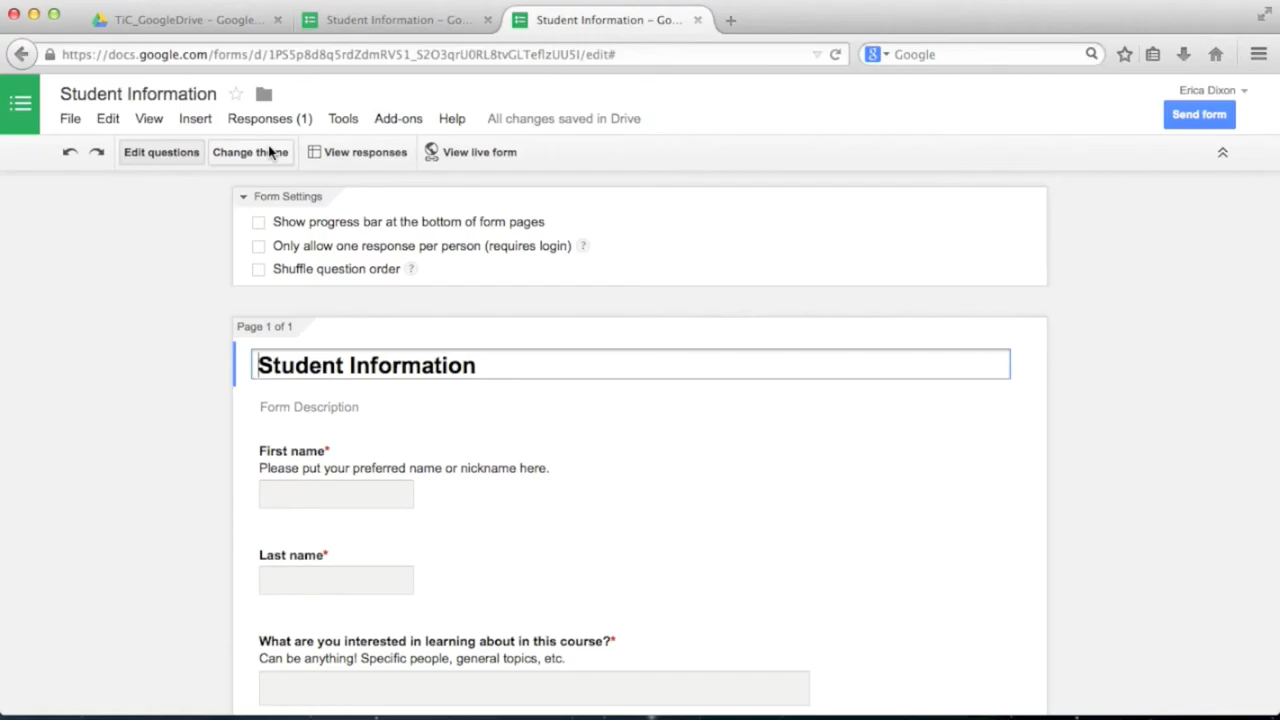 TiC_GoogleDrive – Google...
Student Information – Go...
Student Information – Go...
https://docs.google.com/forms/d/1PS5p8d8q5rdZdmRV51_S2O3qrU0RL8tvGLTeflzUU5I/edit#
Google
Student Information
Erica Dixon
File Edit View Insert Responses (1) Tools Add-ons Help All changes saved in Drive
Send form
Edit questions Change theme View responses View live form
Form Settings
Show progress bar at the bottom of form pages
Only allow one response per person (requires login) ?
Shuffle question order ?
Page 1 of 1
Student Information
Form Description
First name*
Please put your preferred name or nickname here.
Last name*
What are you interested in learning about in this course?*
Can be anything! Specific people, general topics, etc.